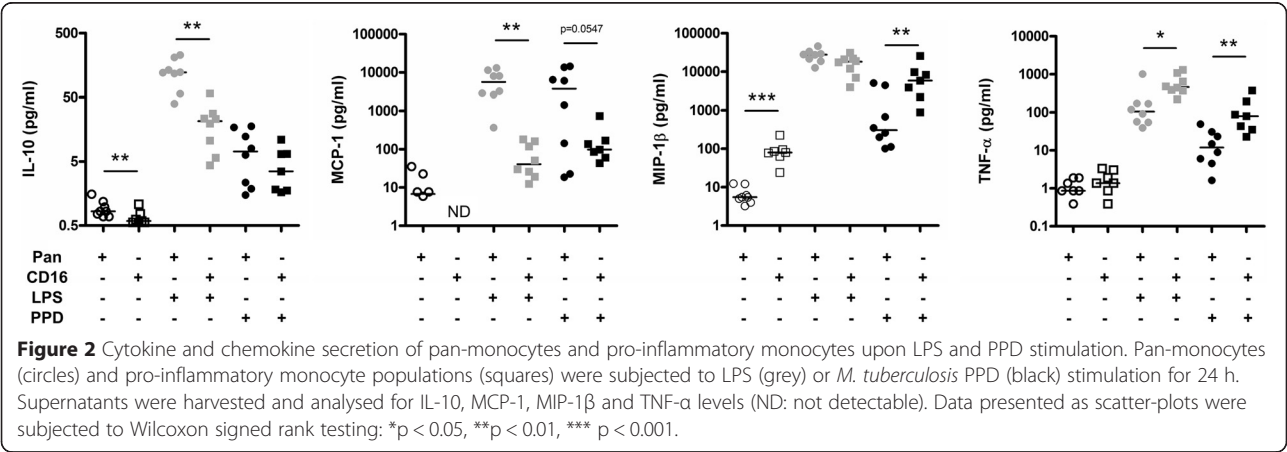 500
50
5
0.5
IL-10 (pg/ml)
**
**
100000
10000
1000
100
10
1
MCP-1 (pg/ml)
ND
**
p=0.0547
100000
10000
1000
100
10
1
MIP-1β (pg/ml)
***
**
10000
1000
100
10
1
0.1
TNF-α (pg/ml)
*
**
Pan + - + - + - + - + - + - + - + - + - + - + - + -
CD16 - + - + - + - + - + - + - + - + - + - + - + - +
LPS - - + + - - - - + + - - - - + + - - - - + + - -
PPD - - - - + + - - - - + + - - - - + + - - - - + +
Figure 2 Cytokine and chemokine secretion of pan-monocytes and pro-inflammatory monocytes upon LPS and PPD stimulation. Pan-monocytes
(circles) and pro-inflammatory monocyte populations (squares) were subjected to LPS (grey) or M. tuberculosis PPD (black) stimulation for 24 h.
Supernatants were harvested and analysed for IL-10, MCP-1, MIP-1β and TNF-α levels (ND: not detectable). Data presented as scatter-plots were
subjected to Wilcoxon signed rank testing: *p < 0.05, **p < 0.01, *** p < 0.001.